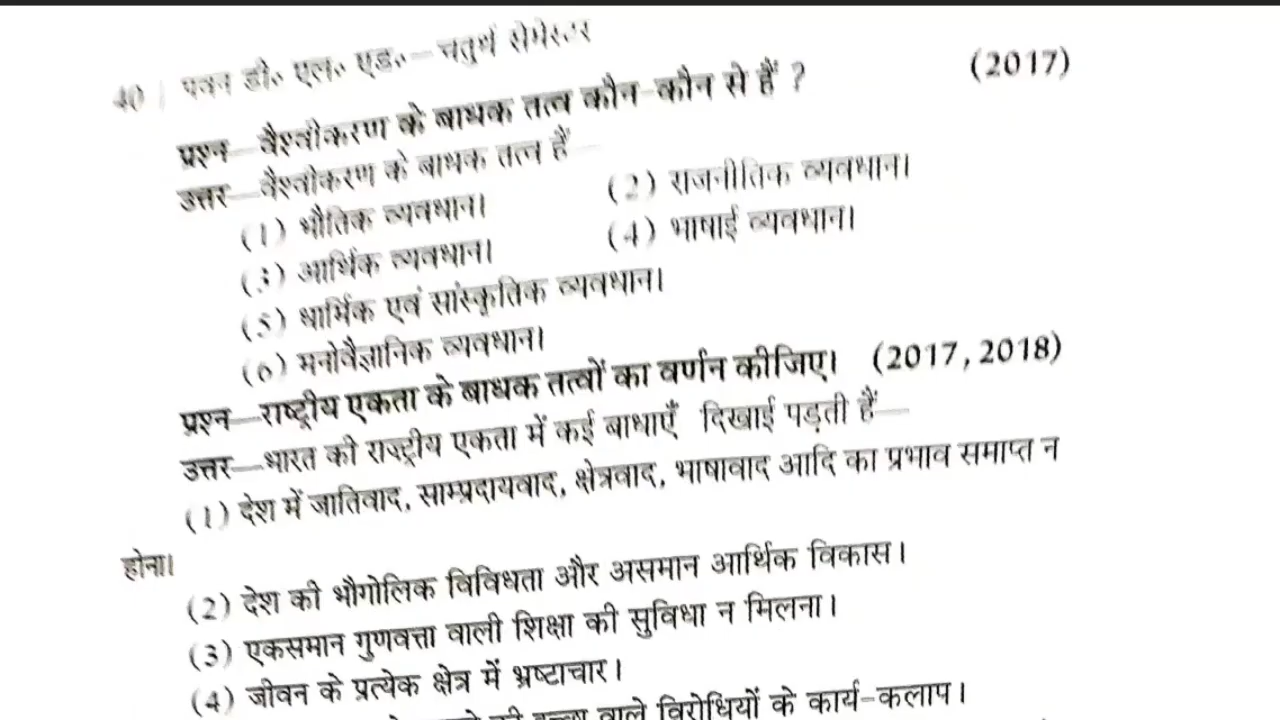 40 | पवन डी॰ एल॰ एड॰—चतुर्थ सेमेस्टर
प्रश्न—वैश्वीकरण के बाधक तत्व कौन-कौन से हैं ? (2017)
उत्तर—वैश्वीकरण के बाधक तत्व हैं—
(1) भौतिक व्यवधान। (2) राजनीतिक व्यवधान।
(3) आर्थिक व्यवधान। (4) भाषाई व्यवधान।
(5) धार्मिक एवं सांस्कृतिक व्यवधान।
(6) मनोवैज्ञानिक व्यवधान।
प्रश्न—राष्ट्रीय एकता के बाधक तत्वों का वर्णन कीजिए। (2017, 2018)
उत्तर—भारत की राष्ट्रीय एकता में कई बाधाएँ दिखाई पड़ती हैं—
(1) देश में जातिवाद, साम्प्रदायवाद, क्षेत्रवाद, भाषावाद आदि का प्रभाव समाप्त न
होना।
(2) देश की भौगोलिक विविधता और असमान आर्थिक विकास।
(3) एकसमान गुणवत्ता वाली शिक्षा की सुविधा न मिलना।
(4) जीवन के प्रत्येक क्षेत्र में भ्रष्टाचार।
वाले विरोधियों के कार्य-कलाप।